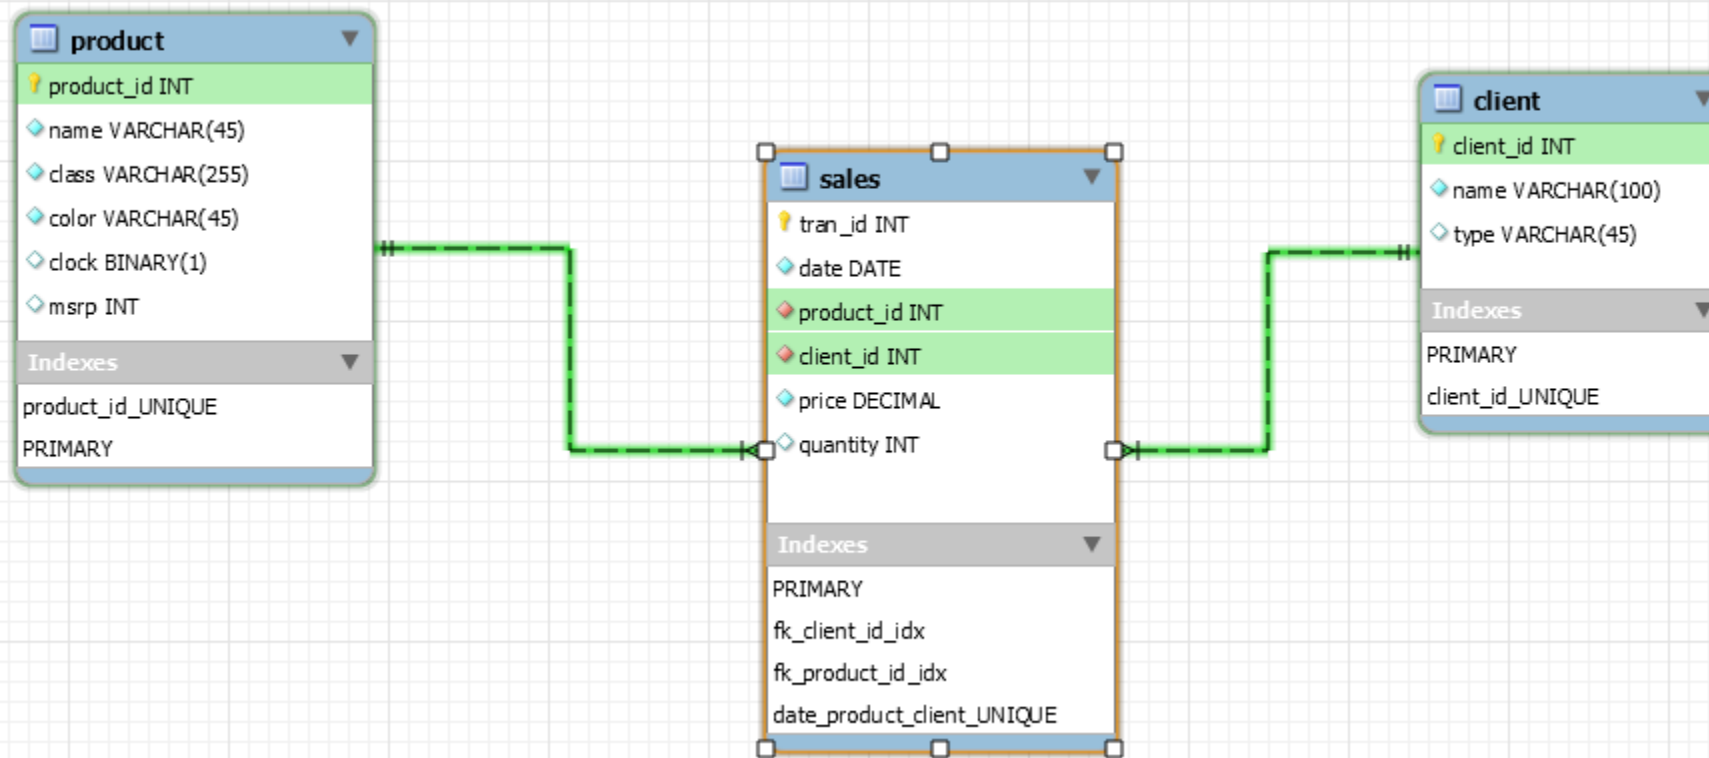 product
product_id INT
name VARCHAR(45)
class VARCHAR(255)
color VARCHAR(45)
clock BINARY(1)
msrp INT
Indexes
product_id_UNIQUE
PRIMARY
sales
tran_id INT
date DATE
product_id INT
client_id INT
price DECIMAL
quantity INT
Indexes
PRIMARY
fk_client_id_idx
fk_product_id_idx
date_product_client_UNIQUE
client
client_id INT
name VARCHAR(100)
type VARCHAR(45)
Indexes
PRIMARY
client_id_UNIQUE